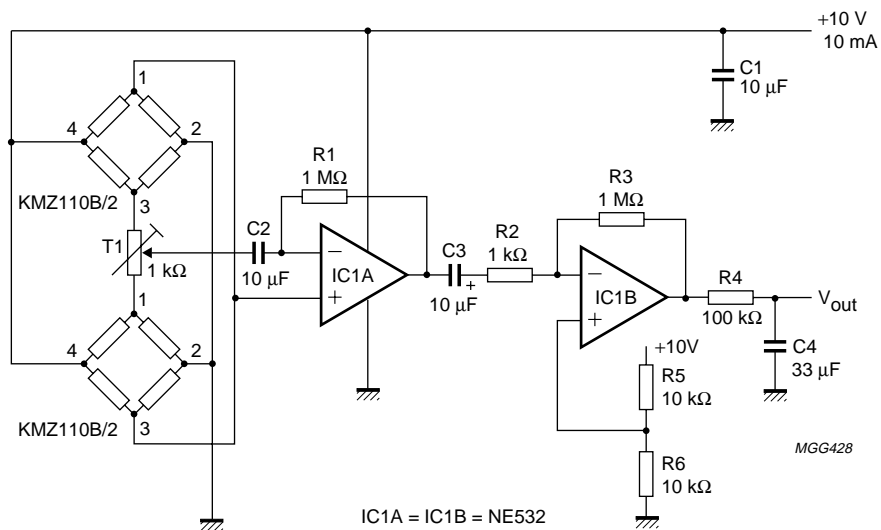 +10 V
10 mA
1
C1
10 μF
4
2
R1
1 MΩ
R3
1 MΩ
KMZ110B/2
3
C2
R2
1 kΩ
T1
1 kΩ
10 μF
−
IC1A
+
C3
+
10 μF
−
IC1B
+
R4
100 kΩ
Vout
1
4
2
+10V
C4
33 μF
R5
10 kΩ
KMZ110B/2
3
MGG428
R6
10 kΩ
IC1A = IC1B = NE532